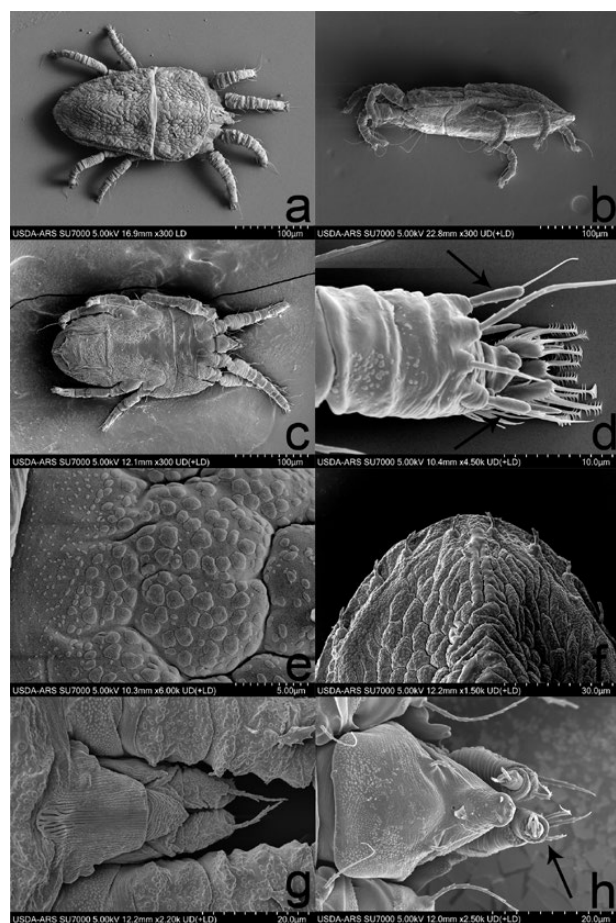 a
USDA-ARS SU7000 5.00kV 16.9mm x300 LD 100µm
b
USDA-ARS SU7000 5.00kV 22.8mm x300 UD(+LD) 100µm
c
USDA-ARS SU7000 5.00kV 12.1mm x300 UD(+LD) 100µm
d
USDA-ARS SU7000 5.00kV 10.4mm x4.50k UD(+LD) 10.0µm
e
USDA-ARS SU7000 5.00kV 10.3mm x6.00k UD(+LD) 5.00µm
f
USDA-ARS SU7000 5.00kV 12.2mm x1.50k UD(+LD) 30.0µm
g
USDA-ARS SU7000 5.00kV 12.2mm x2.20k UD(+LD) 20.0µm
h
USDA-ARS SU7000 5.00kV 12.0mm x2.50k UD(+LD) 20.0µm